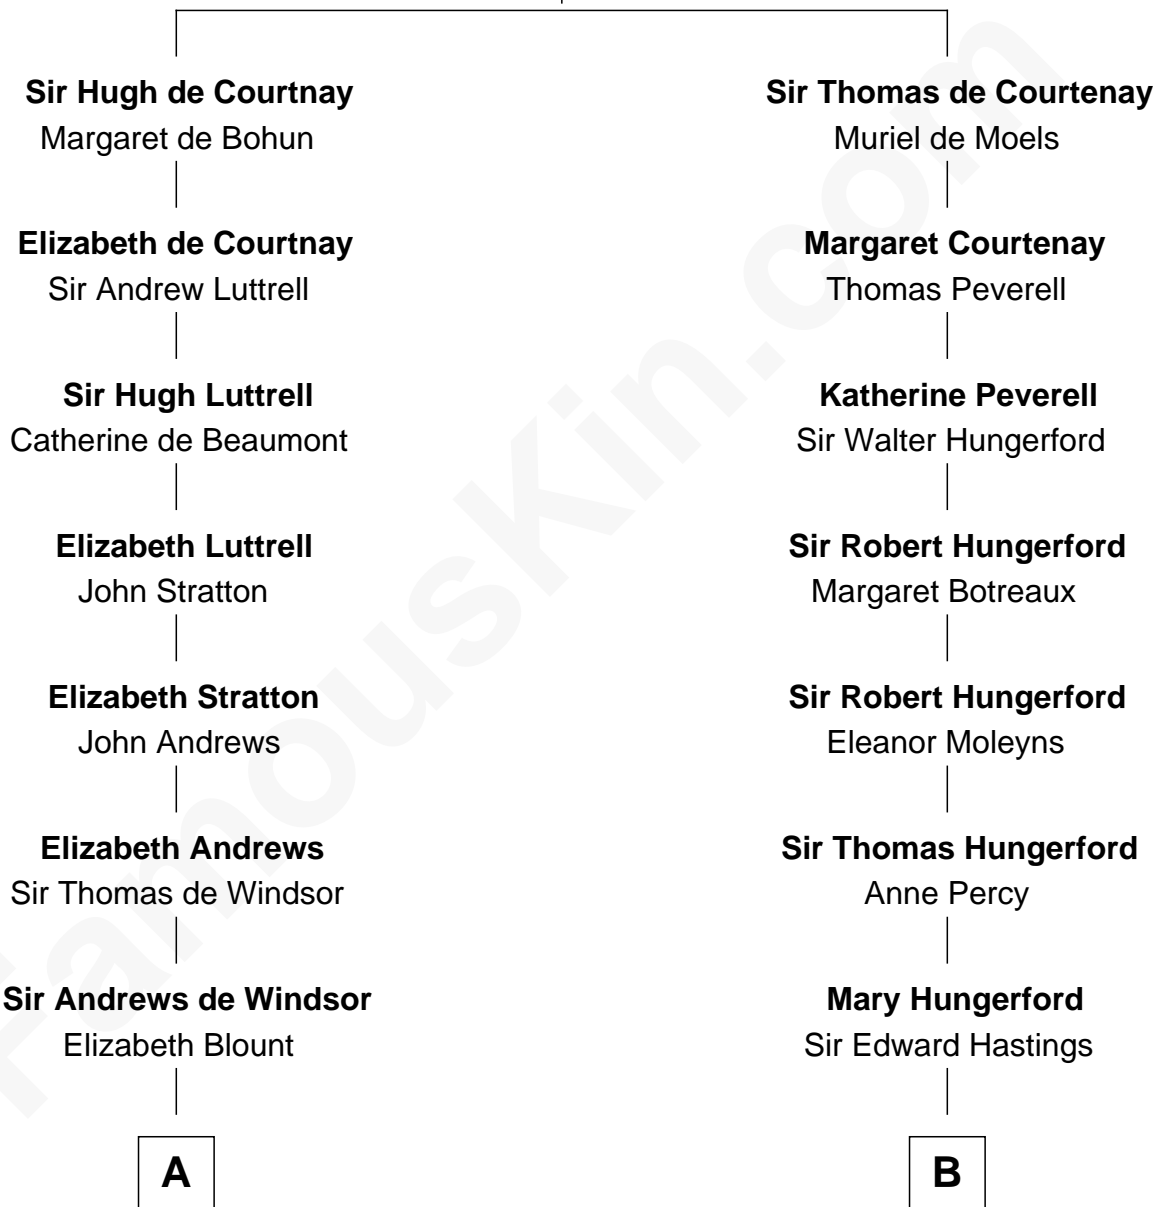 Sir Hugh de Courtnay
Margaret de Bohun
Elizabeth de Courtnay
Sir Andrew Luttrell
Sir Hugh Luttrell
Catherine de Beaumont
Elizabeth Luttrell
John Stratton
Elizabeth Stratton
John Andrews
Elizabeth Andrews
Sir Thomas de Windsor
Sir Andrews de Windsor
Elizabeth Blount
A
Sir Thomas de Courtenay
Muriel de Moels
Margaret Courtenay
Thomas Peverell
Katherine Peverell
Sir Walter Hungerford
Sir Robert Hungerford
Margaret Botreaux
Sir Robert Hungerford
Eleanor Moleyns
Sir Thomas Hungerford
Anne Percy
Mary Hungerford
Sir Edward Hastings
B
FamousKin.com